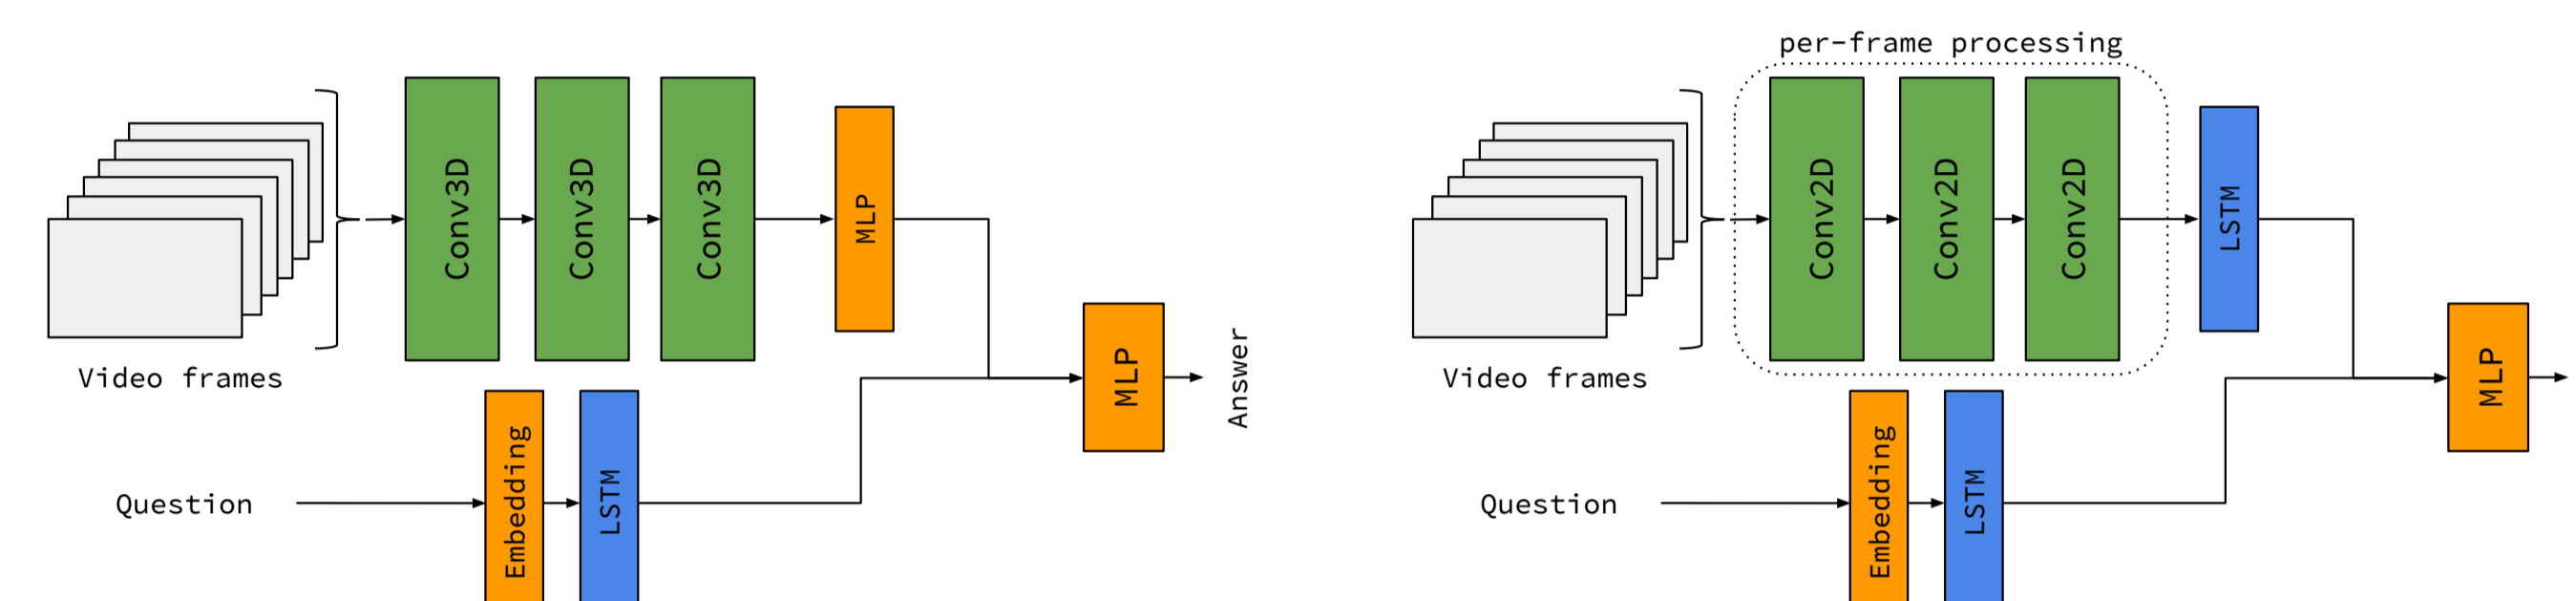 Conv3D
Conv3D
Conv3D
MLP
Video frames
MLP
Answer
Question
Embedding
LSTM
per-frame processing
Conv2D
Conv2D
Conv2D
LSTM
Video frames
MLP
Question
Embedding
LSTM